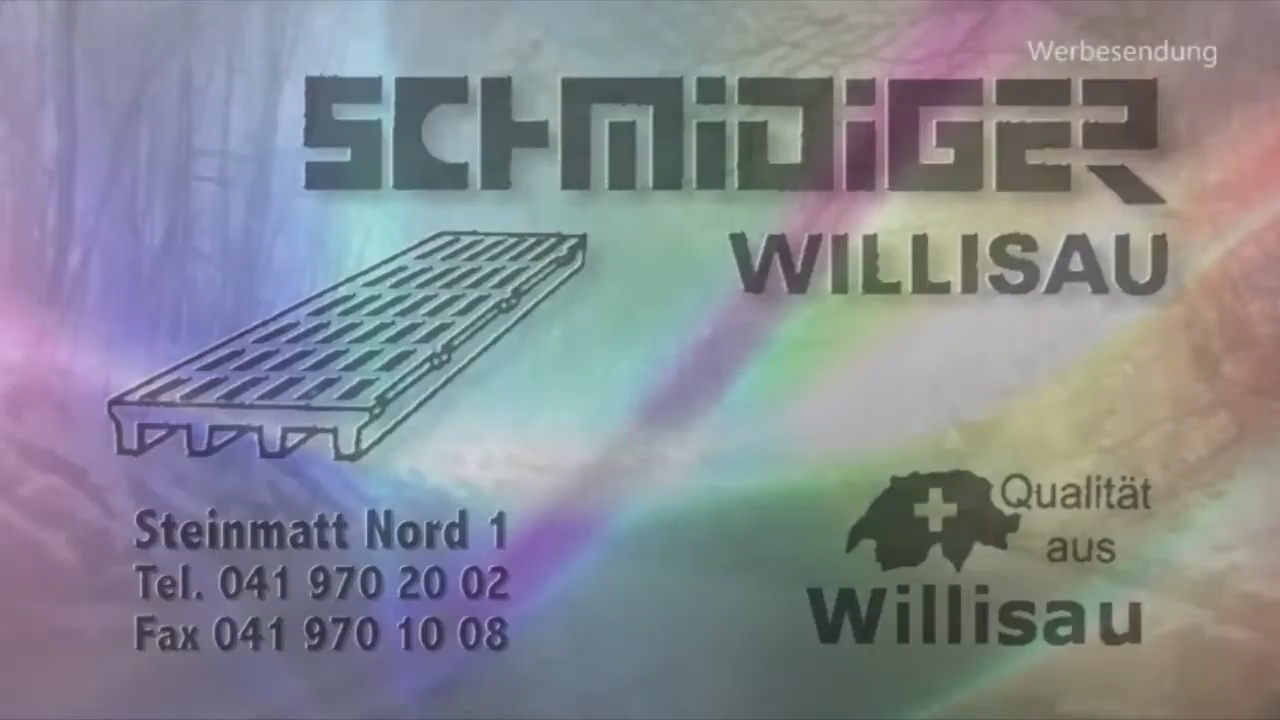 Werbesendung
SCHMiDiGER
WILLISAU
Steinmatt Nord 1
Tel. 041 970 20 02
Fax 041 970 10 08
Qualität
aus
Willisau